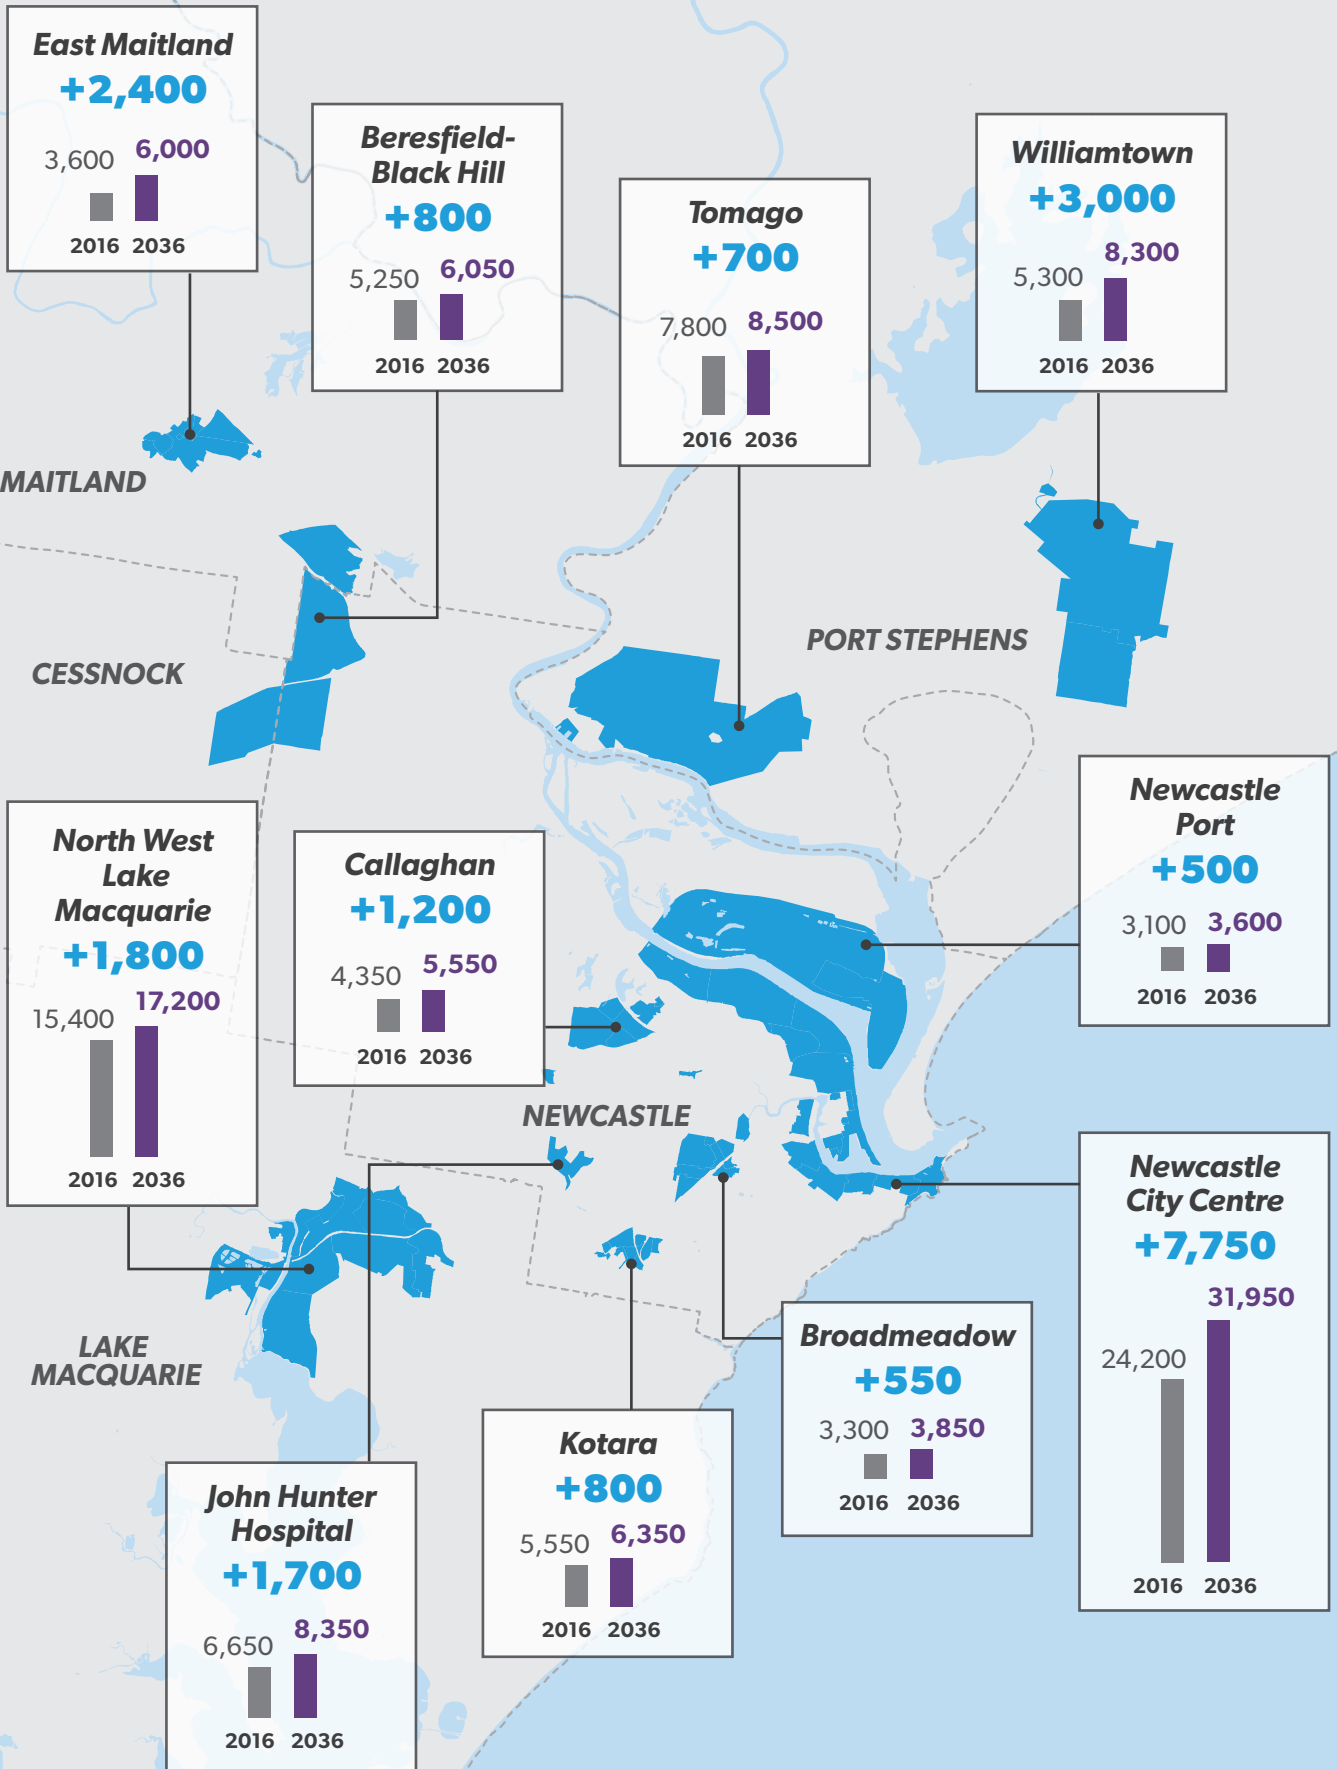 East Maitland
+2,400
3,600 6,000
2016 2036
Beresfield-
Black Hill
+800
5,250 6,050
2016 2036
Tomago
+700
7,800 8,500
2016 2036
Williamtown
+3,000
5,300 8,300
2016 2036
MAITLAND
CESSNOCK
PORT STEPHENS
North West
Lake
Macquarie
+1,800
15,400 17,200
2016 2036
Callaghan
+1,200
4,350 5,550
2016 2036
Newcastle
Port
+500
3,100 3,600
2016 2036
NEWCASTLE
Newcastle
City Centre
+7,750
24,200 31,950
2016 2036
LAKE
MACQUARIE
Broadmeadow
+550
3,300 3,850
2016 2036
Kotara
+800
5,550 6,350
2016 2036
John Hunter
Hospital
+1,700
6,650 8,350
2016 2036